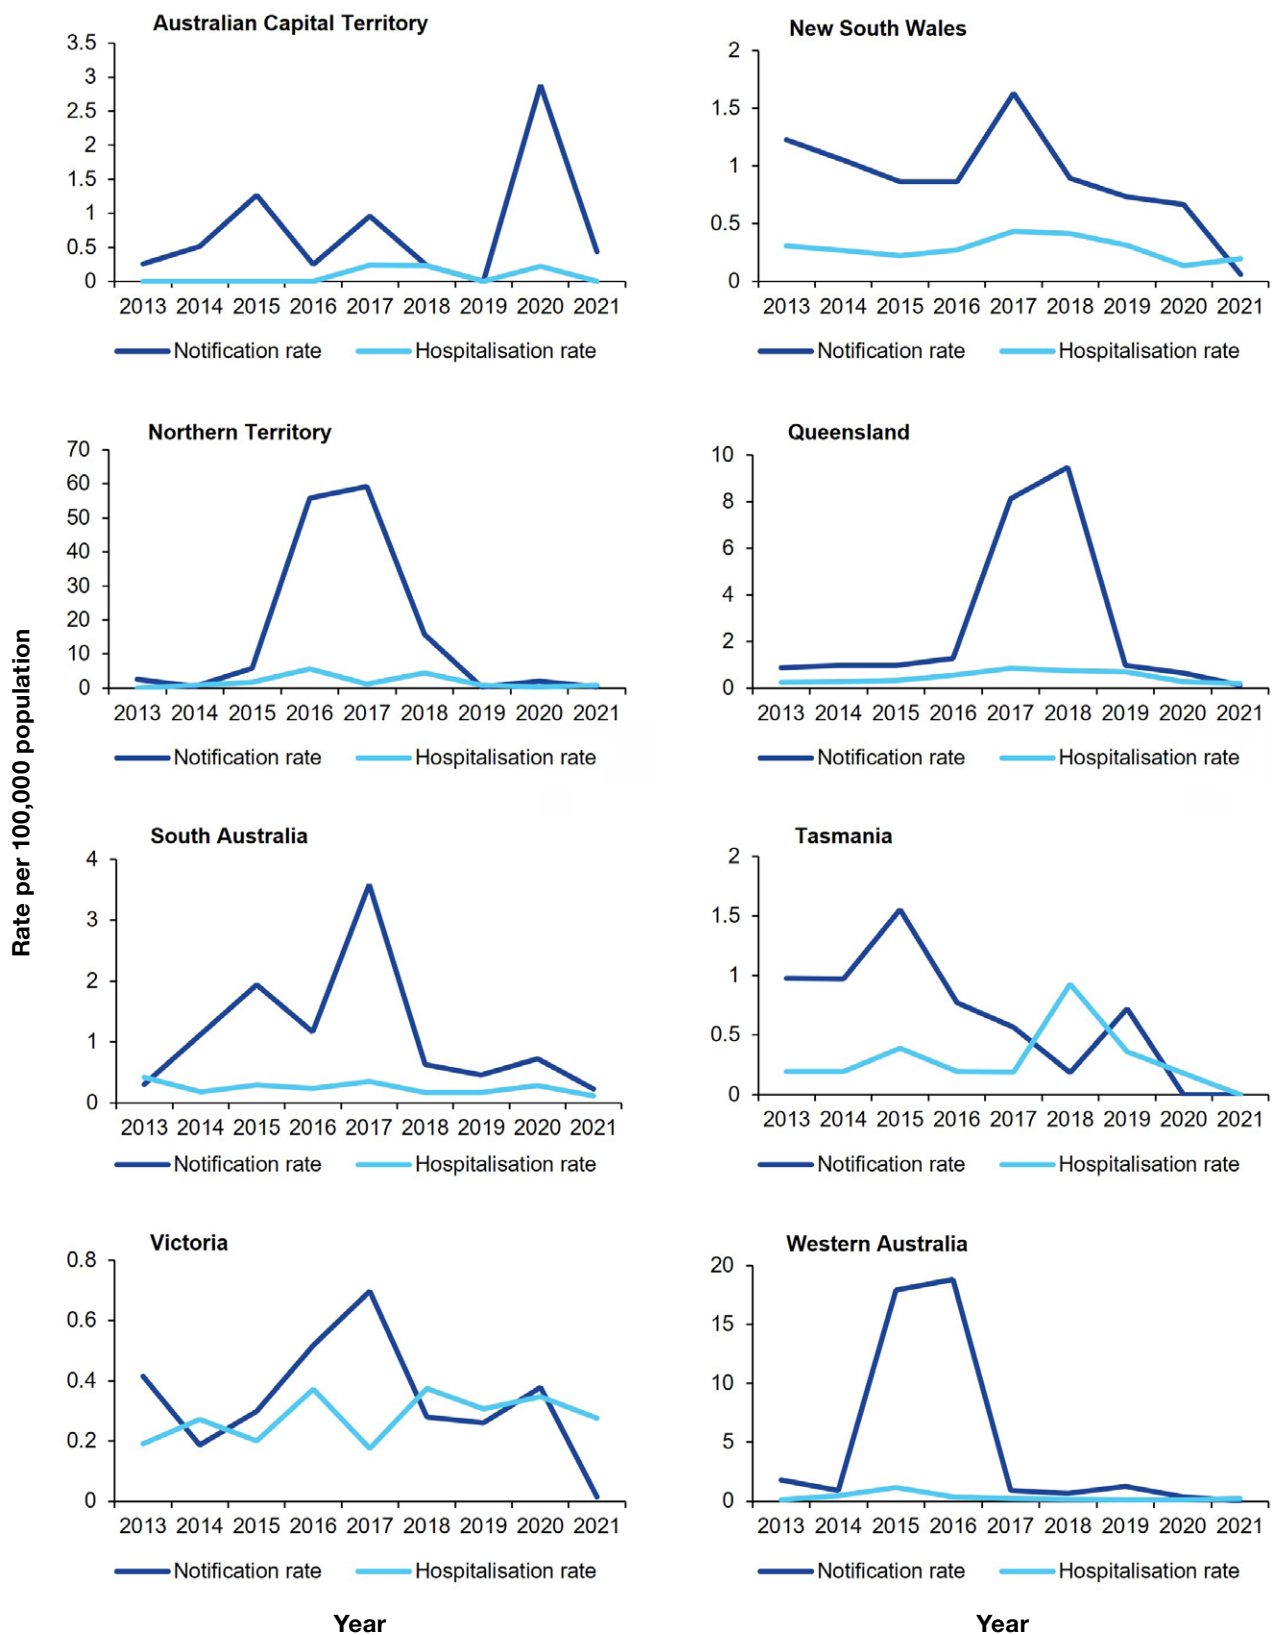 Rate per 100,000 population
Australian Capital Territory
3.5
3
2.5
2
1.5
1
0.5
0
2013 2014 2015 2016 2017 2018 2019 2020 2021
Notification rate Hospitalisation rate
New South Wales
2
1.5
1
0.5
0
2013 2014 2015 2016 2017 2018 2019 2020 2021
Notification rate Hospitalisation rate
Northern Territory
70
60
50
40
30
20
10
0
2013 2014 2015 2016 2017 2018 2019 2020 2021
Notification rate Hospitalisation rate
Queensland
10
8
6
4
2
0
2013 2014 2015 2016 2017 2018 2019 2020 2021
Notification rate Hospitalisation rate
South Australia
4
3
2
1
0
2013 2014 2015 2016 2017 2018 2019 2020 2021
Notification rate Hospitalisation rate
Tasmania
2
1.5
1
0.5
0
2013 2014 2015 2016 2017 2018 2019 2020 2021
Notification rate Hospitalisation rate
Victoria
0.8
0.6
0.4
0.2
0
2013 2014 2015 2016 2017 2018 2019 2020 2021
Notification rate Hospitalisation rate
Year
Western Australia
20
15
10
5
0
2013 2014 2015 2016 2017 2018 2019 2020 2021
Notification rate Hospitalisation rate
Year